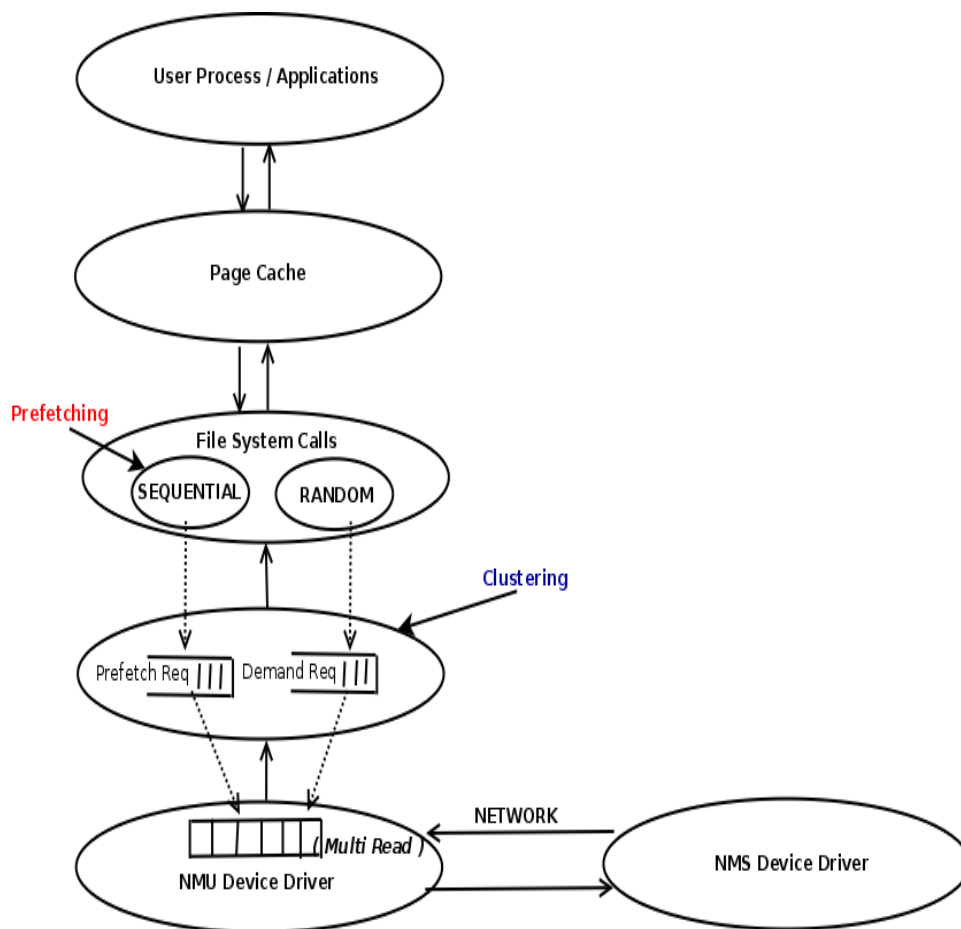 User Process / Applications
Page Cache
Prefetching
File System Calls
SEQUENTIAL
RANDOM
Clustering
Prefetch Req
Demand Req
NETWORK
( Multi Read )
NMU Device Driver
NMS Device Driver